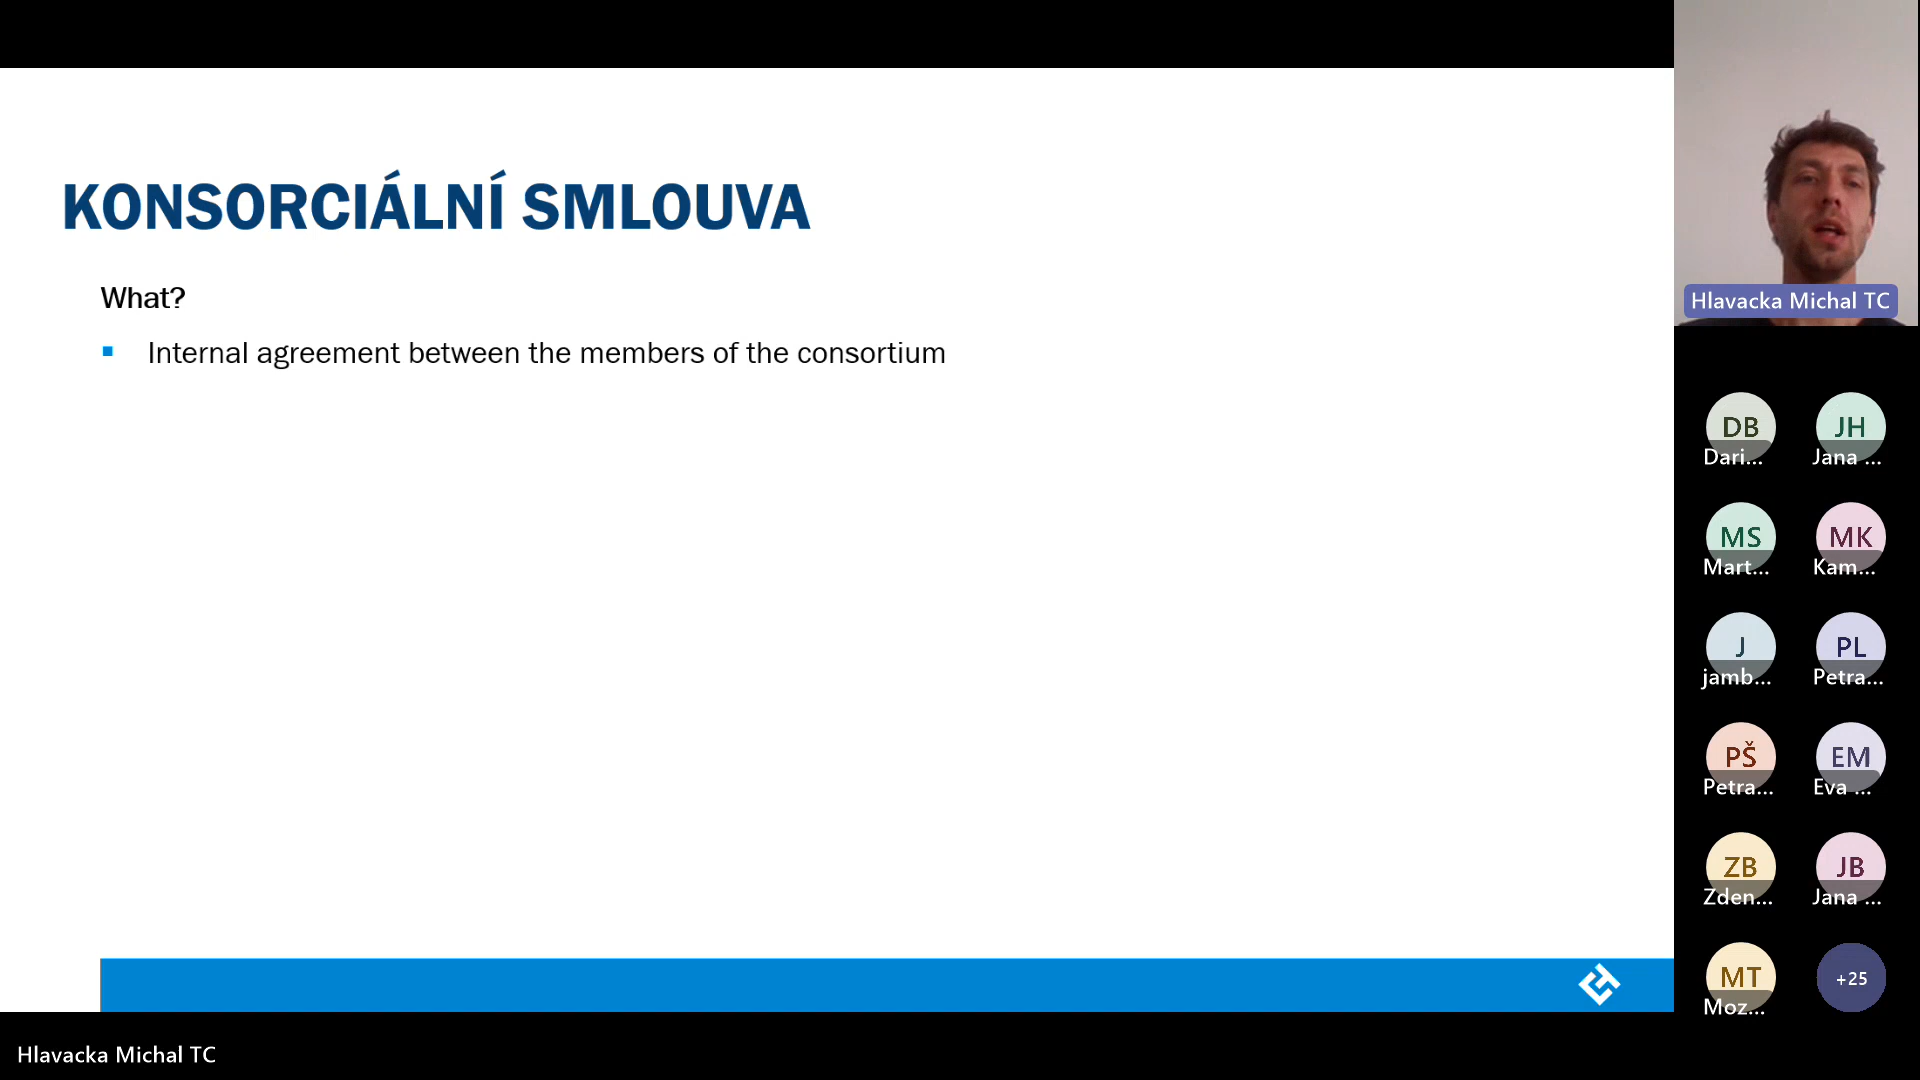 KONSORCIÁLNÍ SMLOUVA
What?
Internal agreement between the members of the consortium
Hlavacka Michal TC
DB
Dari...
JH
Jana ...
MS
Mart...
MK
Kam...
J
jamb...
PL
Petra...
PŠ
Petra...
EM
Eva ...
ZB
Zden...
JB
Jana ...
MT
Moz...
+25
Hlavacka Michal TC